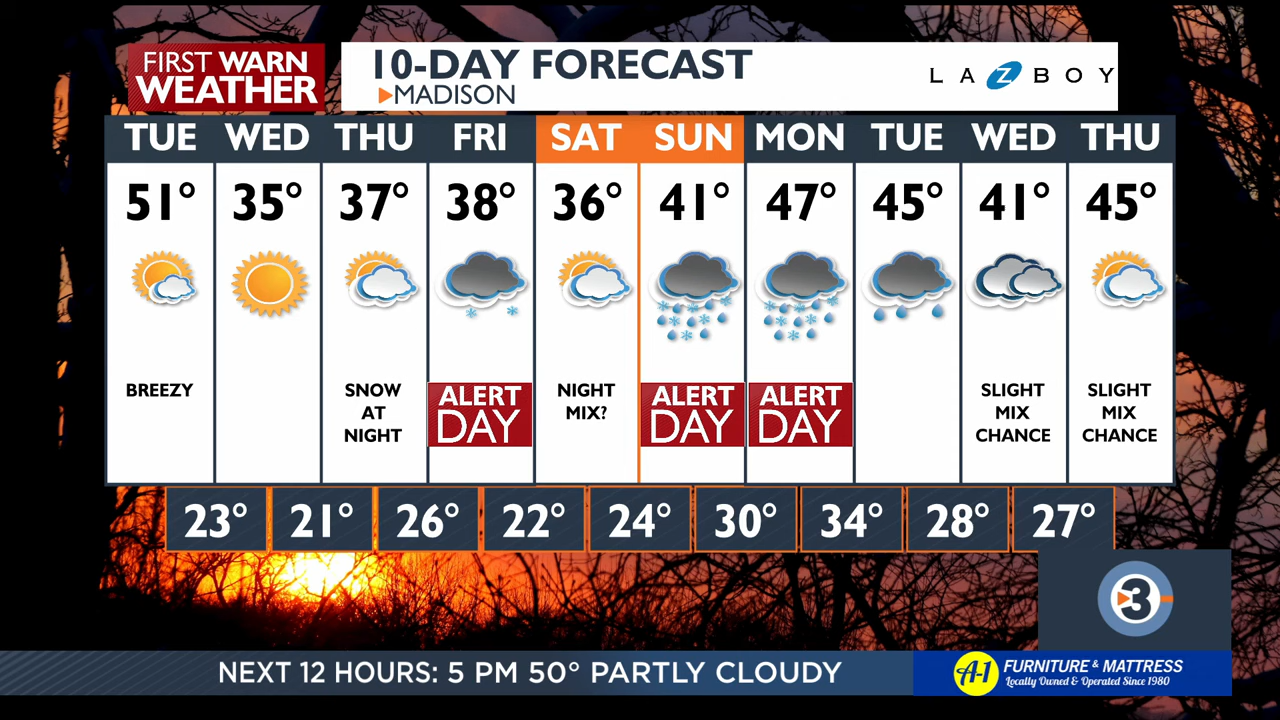 FIRST WARN
WEATHER
10-DAY FORECAST
MADISON
LA Z BOY
TUE WED THU FRI SAT SUN MON TUE WED THU
51° 35° 37° 38° 36° 41° 47° 45° 41° 45°
BREEZY
SNOW
AT
NIGHT
ALERT
DAY
NIGHT
MIX?
ALERT
DAY
ALERT
DAY
SLIGHT
MIX
CHANCE
SLIGHT
MIX
CHANCE
23° 21° 26° 22° 24° 30° 34° 28° 27°
3
NEXT 12 HOURS: 5 PM 50° PARTLY CLOUDY
A-1
FURNITURE & MATTRESS
Locally Owned & Operated Since 1980